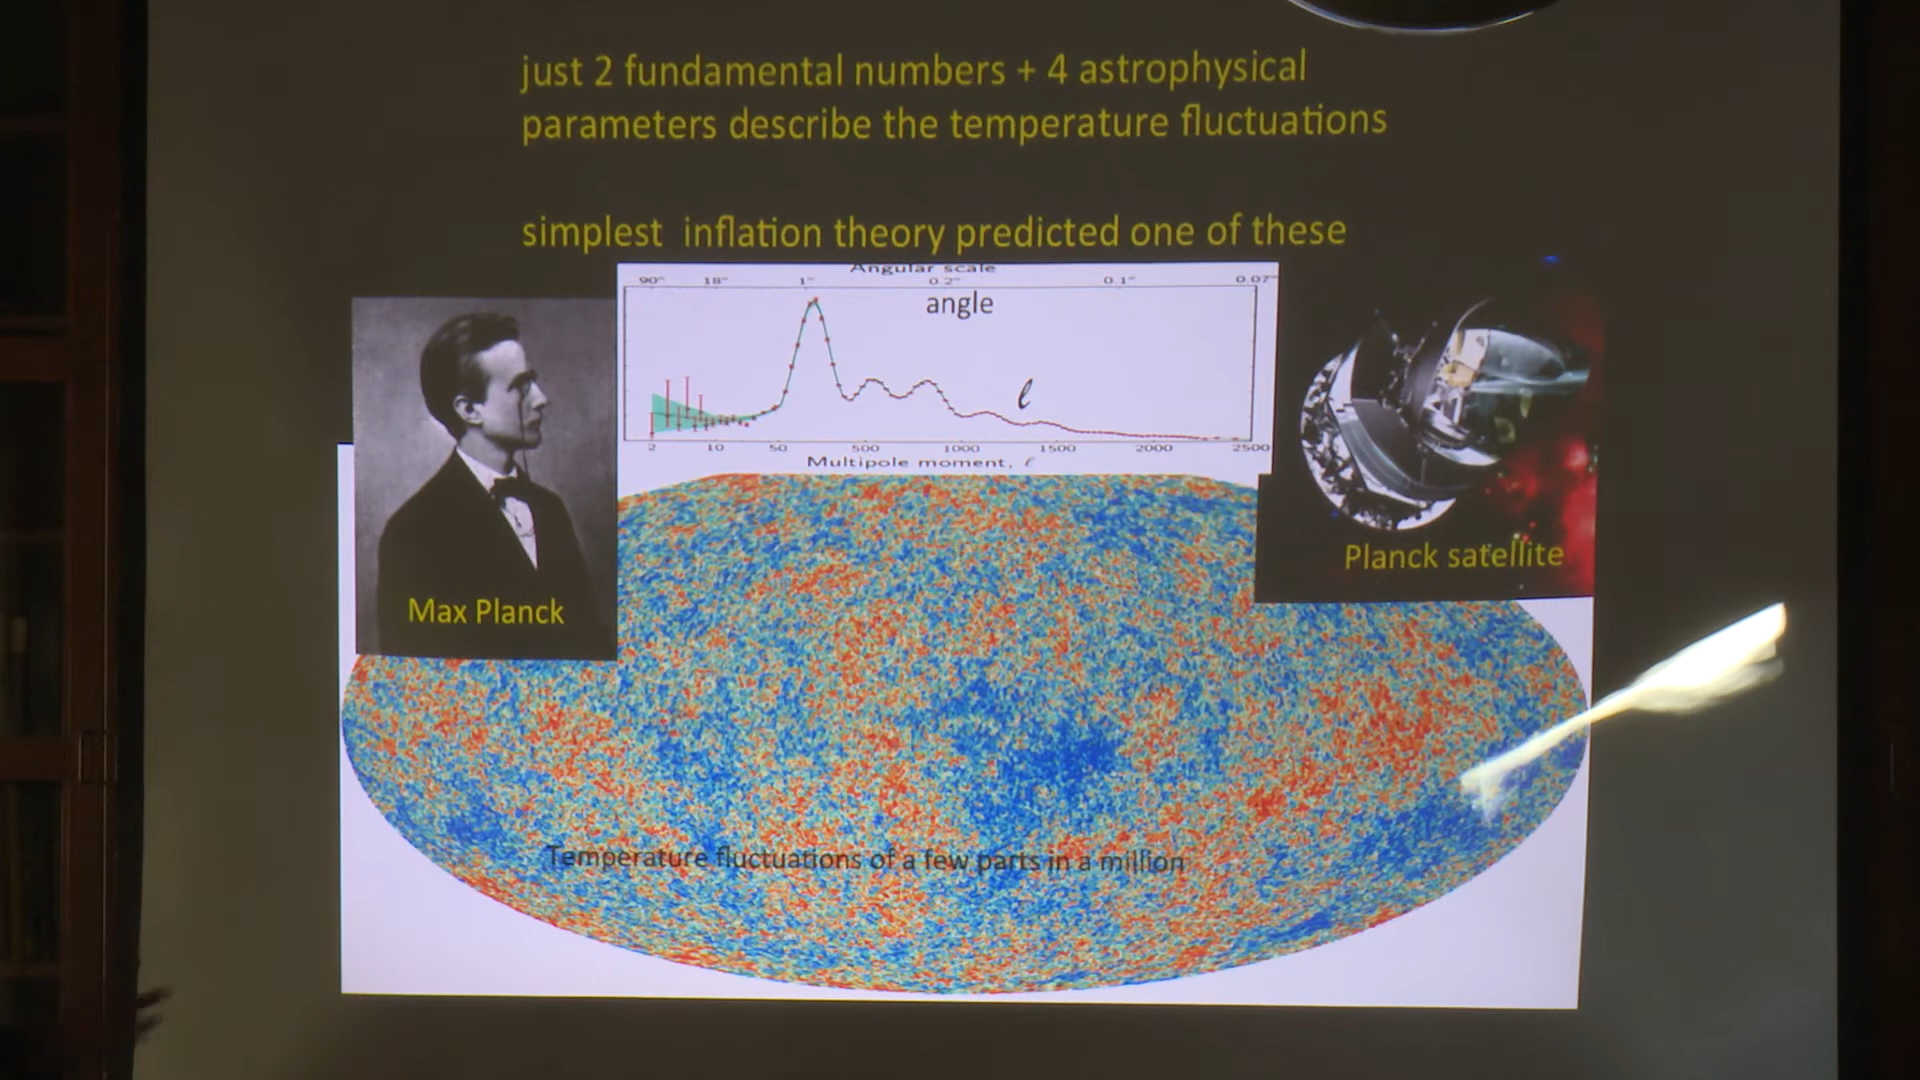 just 2 fundamental numbers + 4 astrophysical
parameters describe the temperature fluctuations
simplest inflation theory predicted one of these
Angular scale
90° 18° 1° 0.2° 0.1° 0.07°
angle
ℓ
2 10 50 500 1000 1500 2000 2500
Multipole moment, ℓ
Max Planck
Planck satellite
Temperature fluctuations of a few parts in a million